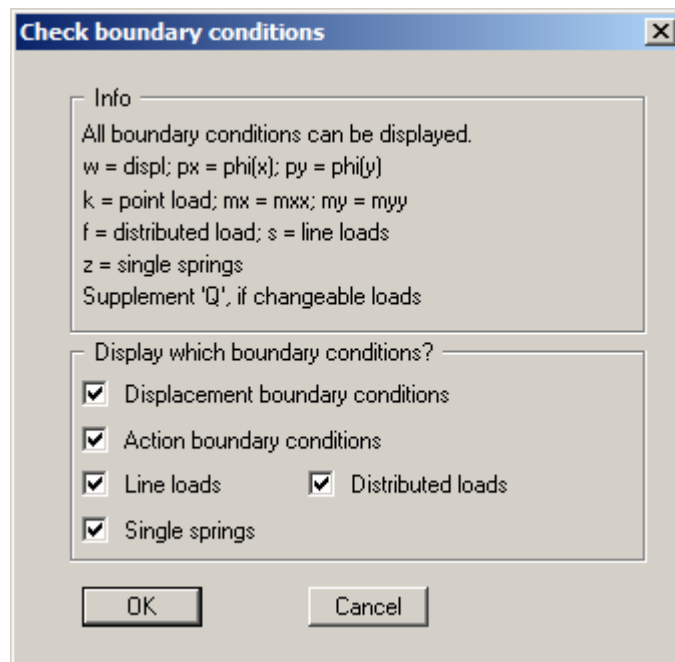 Check boundary conditions
Info
All boundary conditions can be displayed.
w = displ; px = phi(x); py = phi(y)
k = point load; mx = mxx; my = myy
f = distributed load; s = line loads
z = single springs
Supplement 'Q', if changeable loads
Display which boundary conditions?
Displacement boundary conditions
Action boundary conditions
Line loads Distributed loads
Single springs
OK Cancel